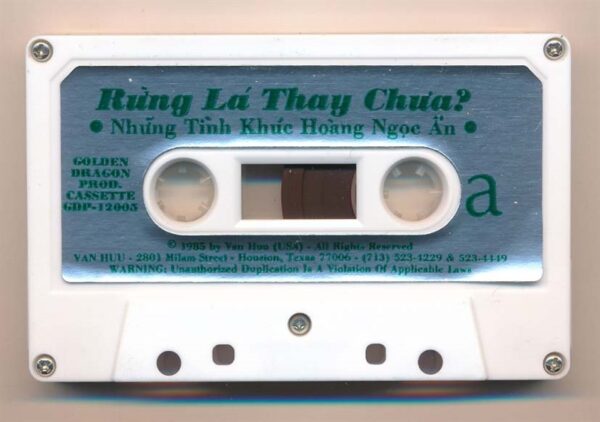 Rừng Lá Thay Chưa?
• Những Tình Khúc Hoàng Ngọc Ẩn •
GOLDEN
DRAGON
PROD.
CASSETTE
GDP-12005
a
© 1985 by Van Huu (USA) - All Rights Reserved
VAN HUU - 2801 Milam Street - Houston, Texas 77006 - (713) 523-4229 & 523-4449
WARNING: Unauthorized Duplication Is A Violation Of Applicable Laws